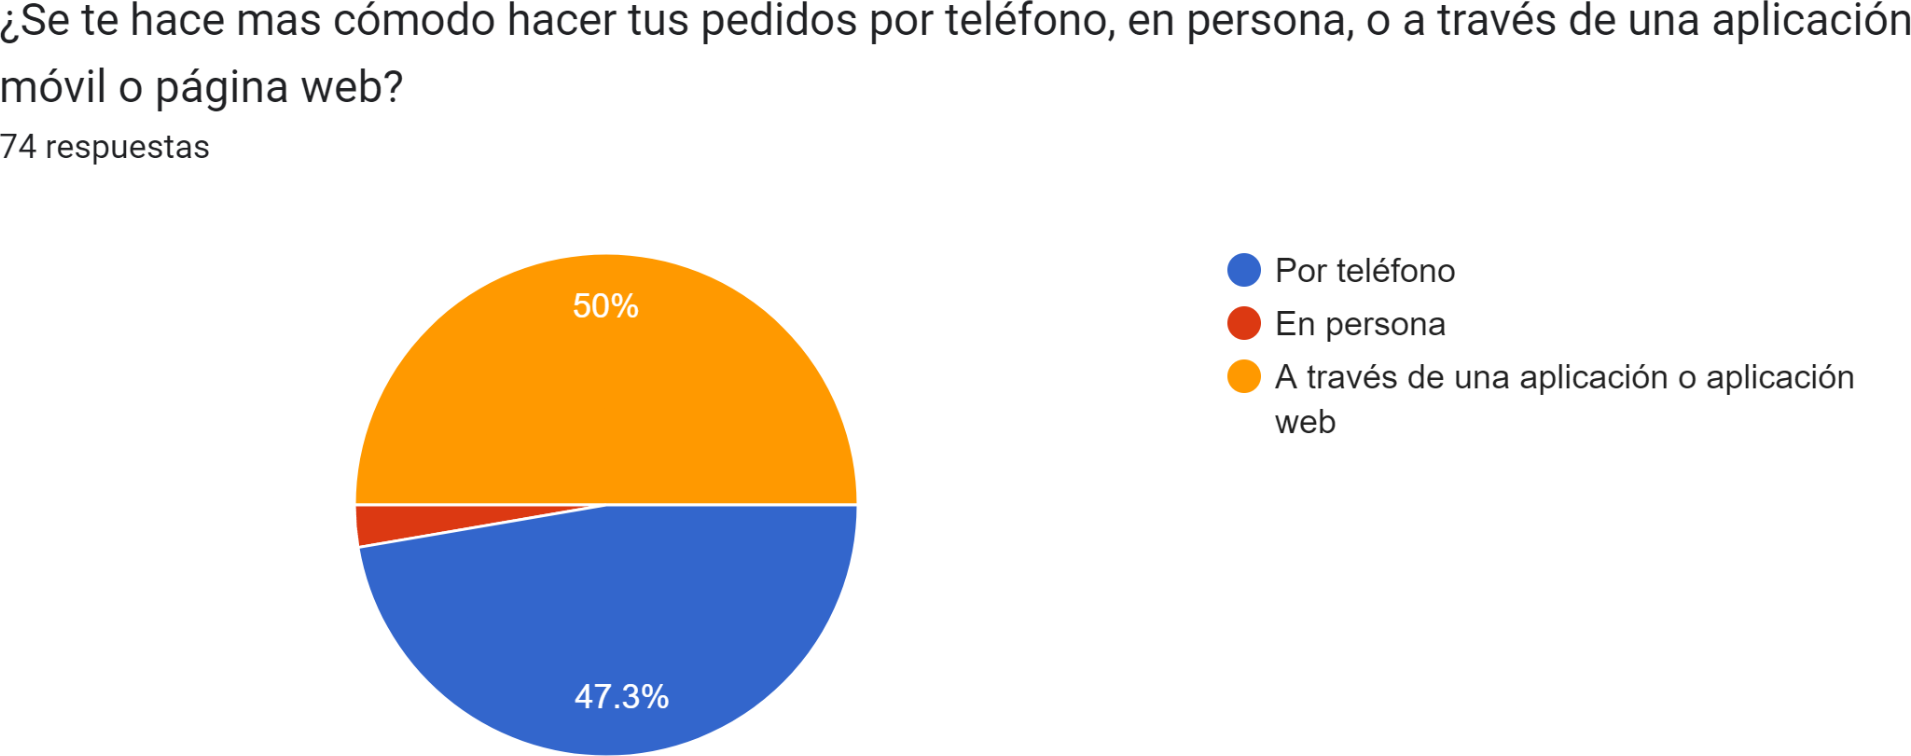 ¿Se te hace mas cómodo hacer tus pedidos por teléfono, en persona, o a través de una aplicación
móvil o página web?
74 respuestas
50%
47.3%
Por teléfono
En persona
A través de una aplicación o aplicación
web